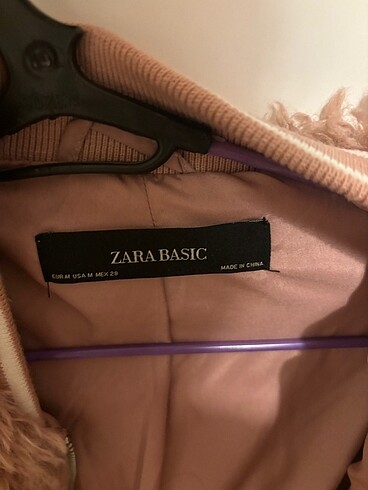 ZARA BASIC
EUR M USA M MEX 28
MADE IN CHINA